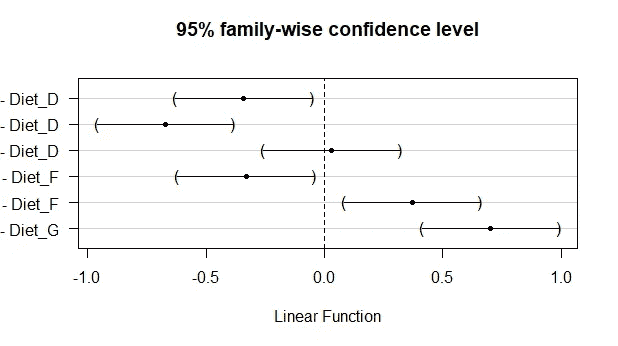 95% family-wise confidence level
- Diet_D
- Diet_D
- Diet_D
- Diet_F
- Diet_F
- Diet_G
-1.0 -0.5 0.0 0.5 1.0
Linear Function